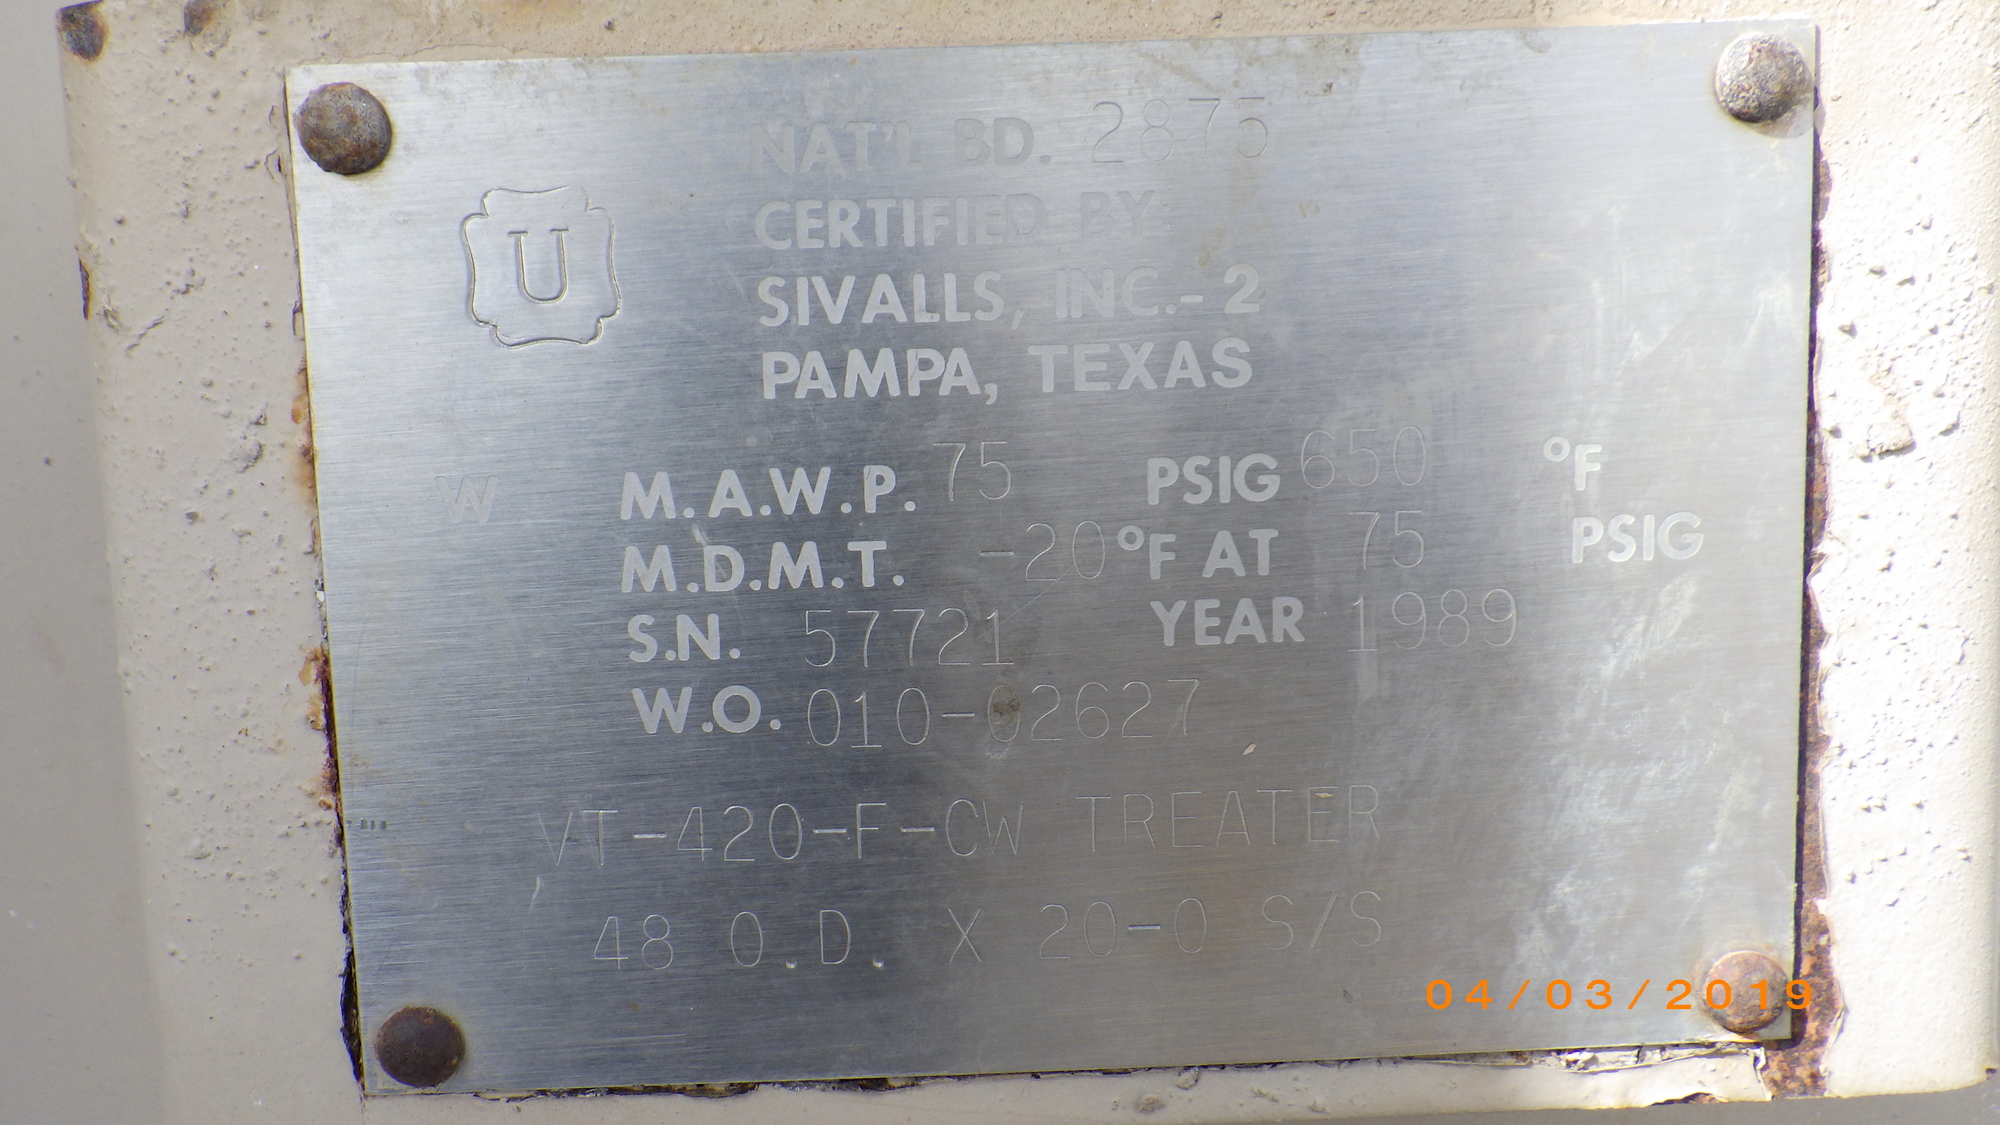 NAT'L BD. 2875
U
CERTIFIED BY:
SIVALLS, INC.-2
PAMPA, TEXAS
W M.A.W.P. 75 PSIG 650 °F
M.D.M.T. -20 °F AT 75 PSIG
S.N. 57721 YEAR 1989
W.O. 010-02627
VT-420-F-CW TREATER
48 O.D. X 20-0 S/S
04/03/2019